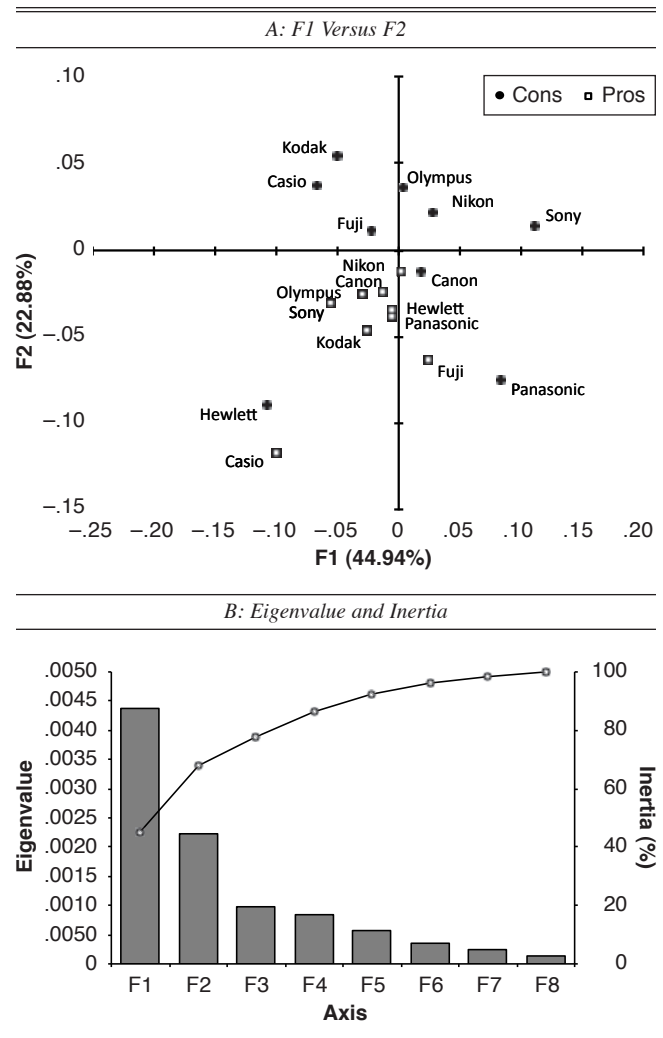 A: F1 Versus F2
.10
Cons Pros
Kodak
.05
Casio
Olympus
Nikon
Fuji
Sony
0
Nikon
Canon
Canon
Olympus
Hewlett
Sony
Panasonic
–.05
Kodak
Fuji
Panasonic
–.10
Hewlett
Casio
–.15
–.25 –.20 –.15 –.10 –.05 0 .05 .10 .15 .20
F1 (44.94%)
F2 (22.88%)
B: Eigenvalue and Inertia
.0050 100
.0045
.0040 80
.0035
.0030 60
.0025
.0020 40
.0015
.0010 20
.0050
0 0
F1 F2 F3 F4 F5 F6 F7 F8
Axis
Eigenvalue
Inertia (%)